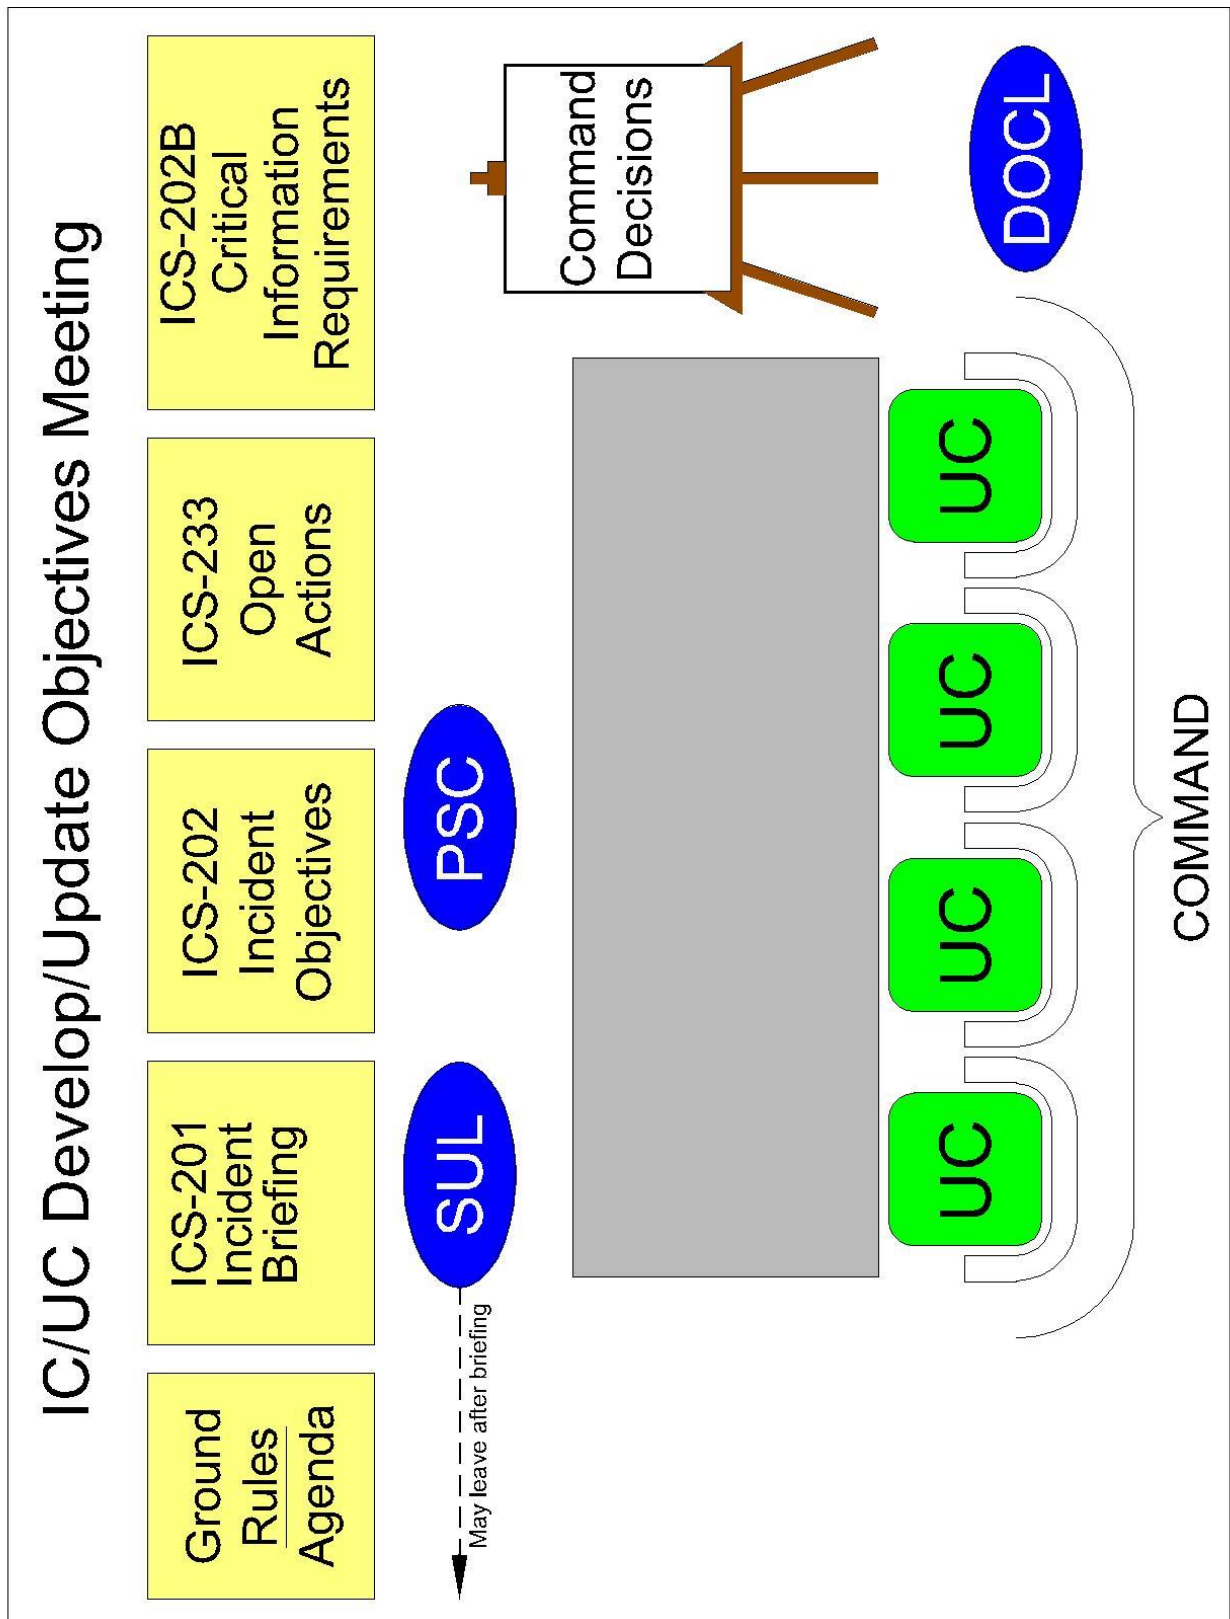 IC/UC Develop/Update Objectives Meeting
Ground
Rules
Agenda
ICS-201
Incident
Briefing
ICS-202
Incident
Objectives
ICS-233
Open
Actions
ICS-202B
Critical
Information
Requirements
SUL
May leave after briefing
PSC
Command
Decisions
UC
UC
UC
UC
DOCL
COMMAND